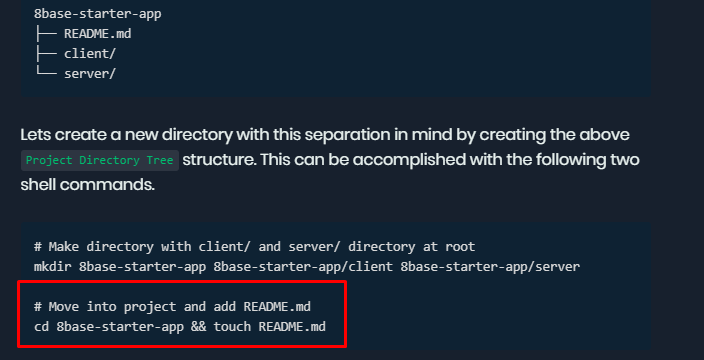 8base-starter-app
├── README.md
├── client/
└── server/
Lets create a new directory with this separation in mind by creating the above
Project Directory Tree structure. This can be accomplished with the following two
shell commands.
# Make directory with client/ and server/ directory at root
mkdir 8base-starter-app 8base-starter-app/client 8base-starter-app/server
# Move into project and add README.md
cd 8base-starter-app && touch README.md